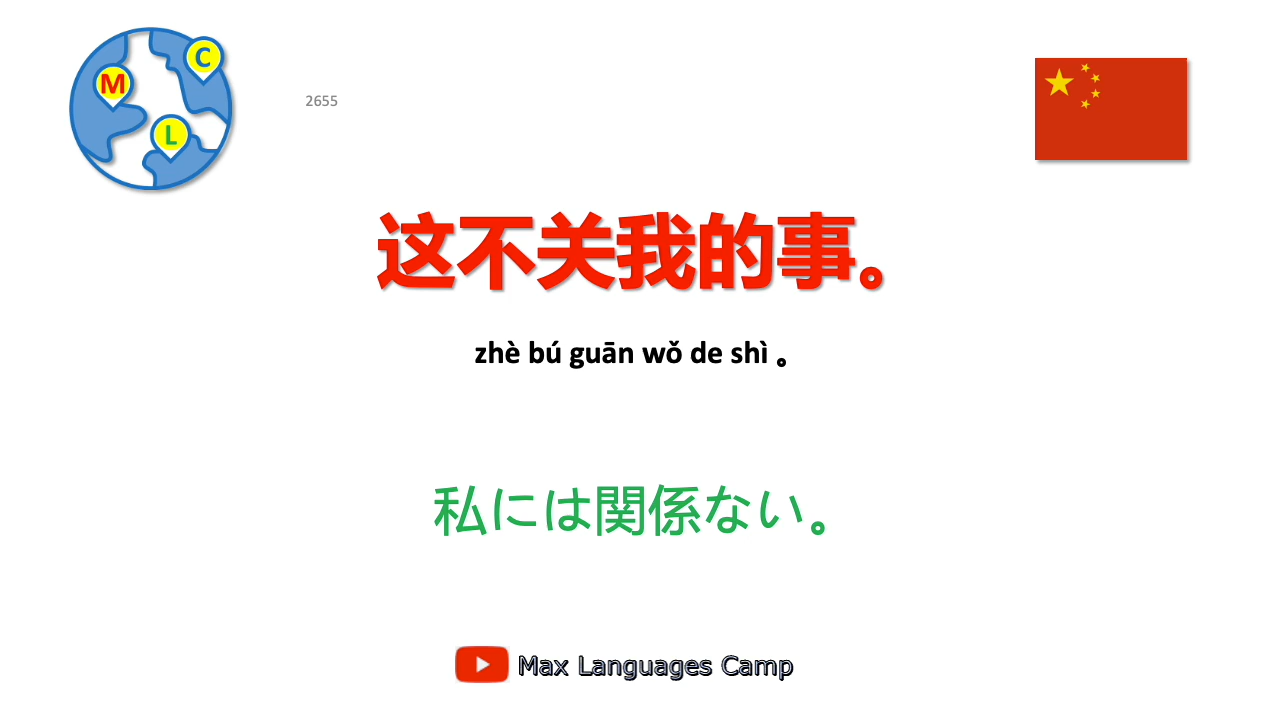 M
C
L
2655
这不关我的事。
zhè bú guān wǒ de shì 。
私には関係ない。
Max Languages Camp